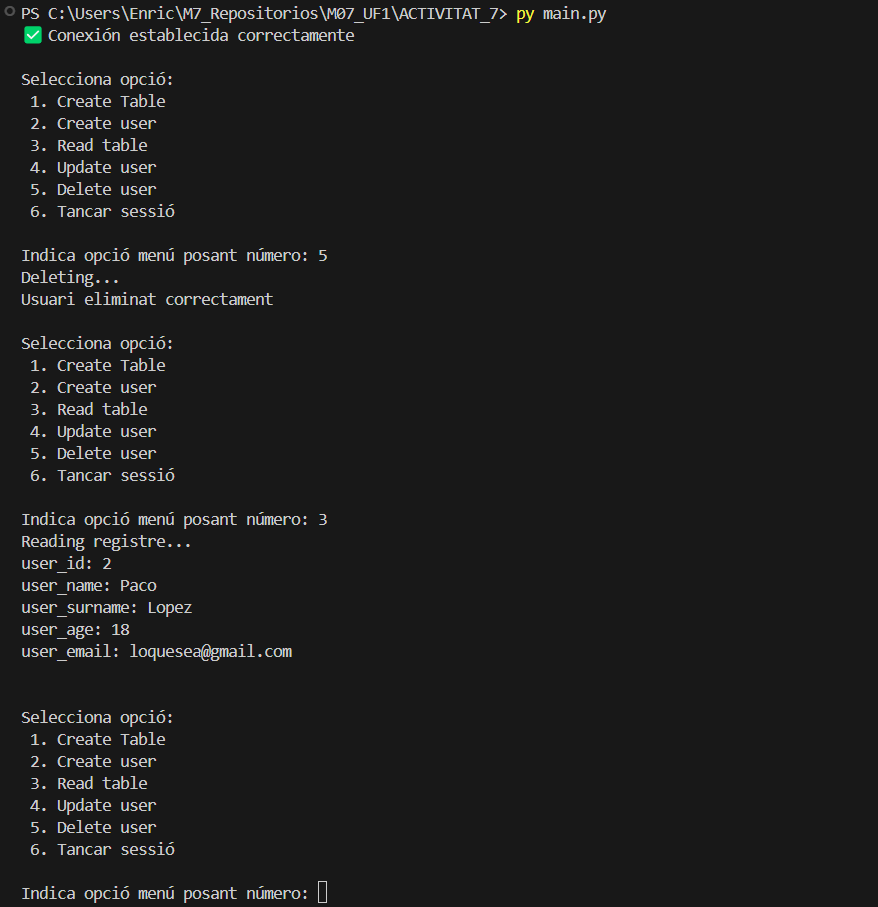 PS C:\Users\Enric\M7_Repositorios\M07_UF1\ACTIVITAT_7> py main.py
✅ Conexión establecida correctamente
Selecciona opció:
1. Create Table
2. Create user
3. Read table
4. Update user
5. Delete user
6. Tancar sessió
Indica opció menú posant número: 5
Deleting...
Usuari eliminat correctament
Selecciona opció:
1. Create Table
2. Create user
3. Read table
4. Update user
5. Delete user
6. Tancar sessió
Indica opció menú posant número: 3
Reading registre...
user_id: 2
user_name: Paco
user_surname: Lopez
user_age: 18
user_email: loquesea@gmail.com
Selecciona opció:
1. Create Table
2. Create user
3. Read table
4. Update user
5. Delete user
6. Tancar sessió
Indica opció menú posant número: